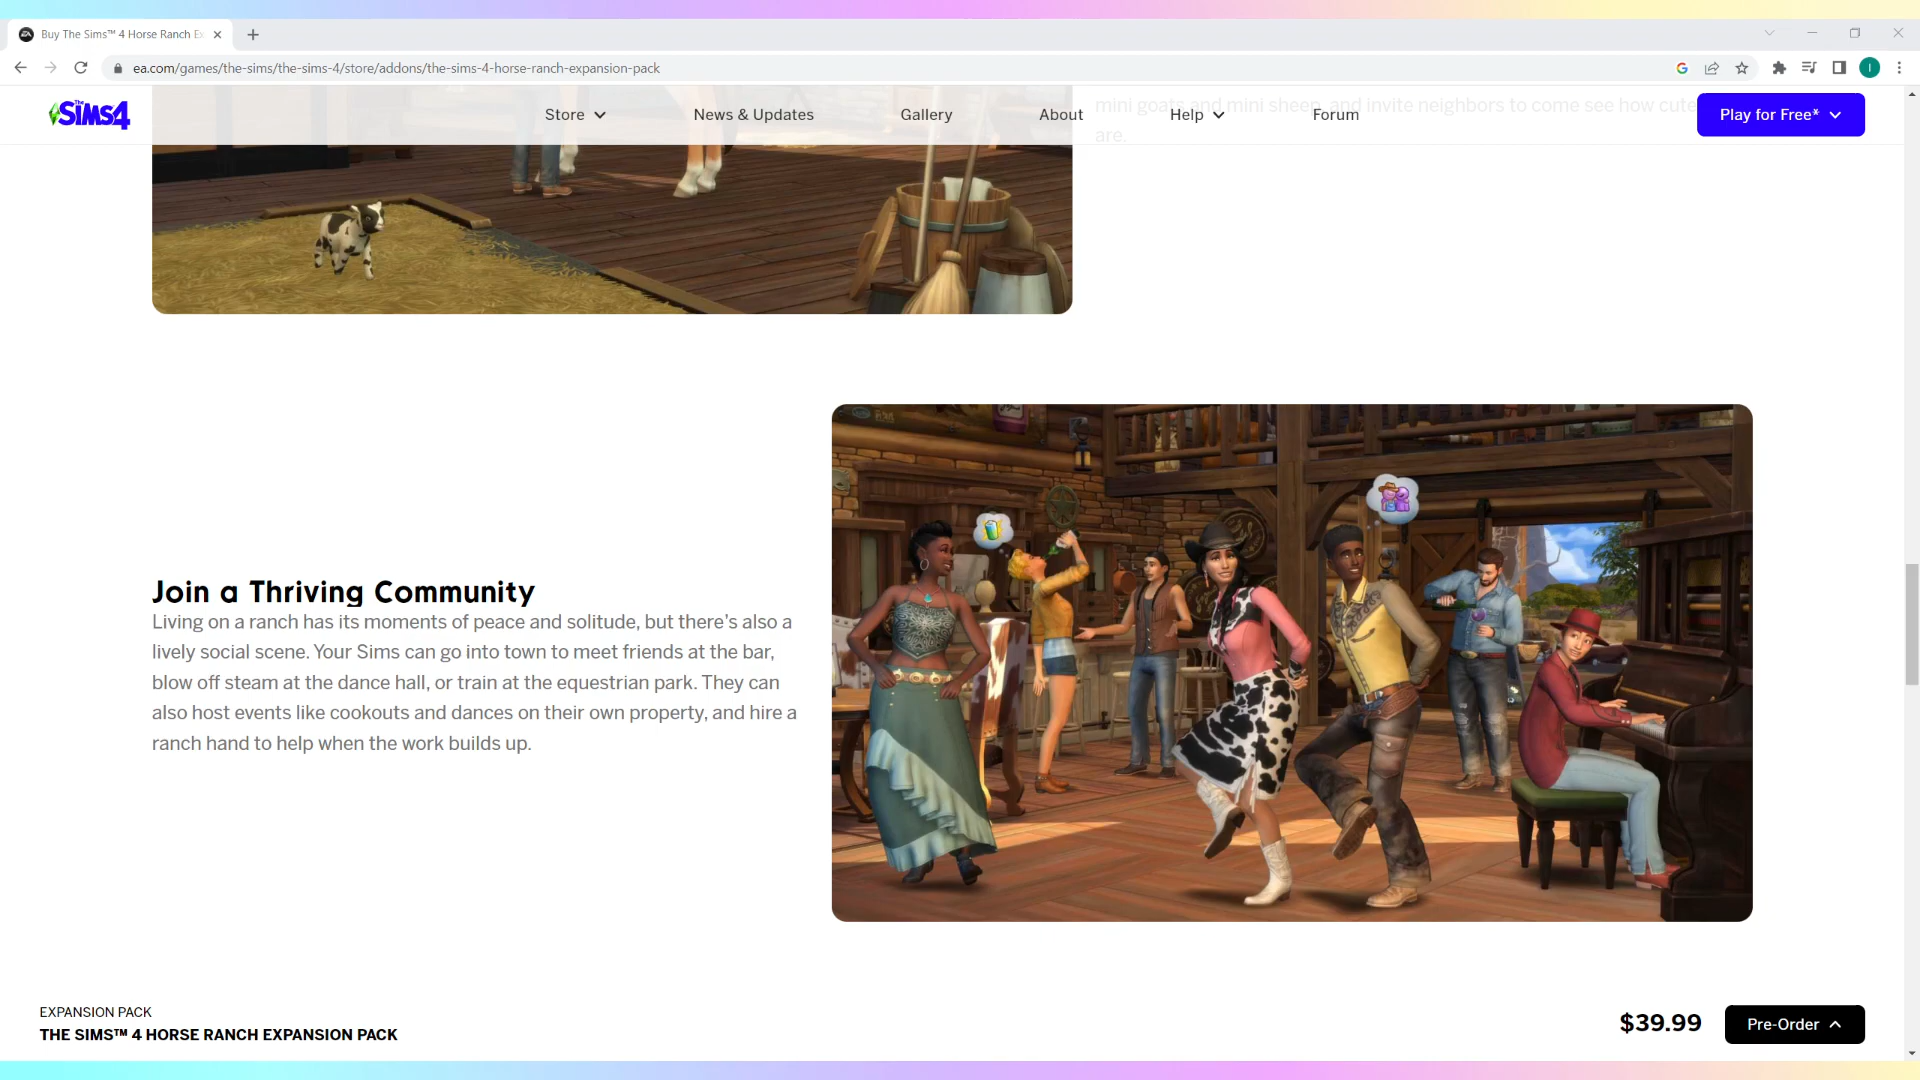 Buy The Sims™ 4 Horse Ranch Ex
ea.com/games/the-sims/the-sims-4/store/addons/the-sims-4-horse-ranch-expansion-pack
The SiMS4
Store
News & Updates
Gallery
About
Help
Forum
Play for Free*
mini goats and mini sheep, and invite neighbors to come see how cute
are.
Join a Thriving Community
Living on a ranch has its moments of peace and solitude, but there's also a
lively social scene. Your Sims can go into town to meet friends at the bar,
blow off steam at the dance hall, or train at the equestrian park. They can
also host events like cookouts and dances on their own property, and hire a
ranch hand to help when the work builds up.
EXPANSION PACK
THE SIMS™ 4 HORSE RANCH EXPANSION PACK
$39.99
Pre-Order